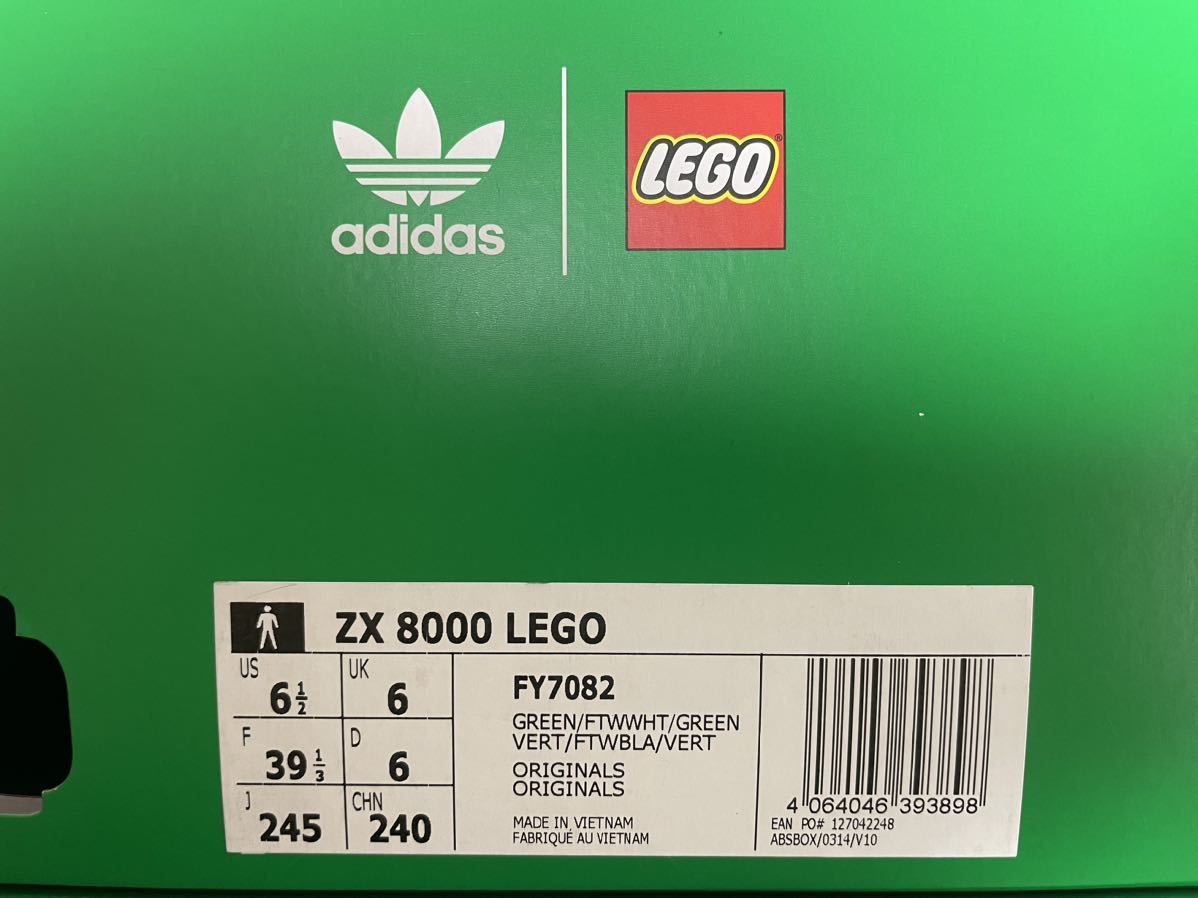 adidas
LEGO®
ZX 8000 LEGO
US 6 1/2
UK 6
F 39 1/3
D 6
J 245
CHN 240
FY7082
GREEN/FTWWHT/GREEN
VERT/FTWBLA/VERT
ORIGINALS
ORIGINALS
MADE IN VIETNAM
FABRIQUÉ AU VIETNAM
4 064046 393898
EAN PO# 127042248
ABSBOX/0314/V10